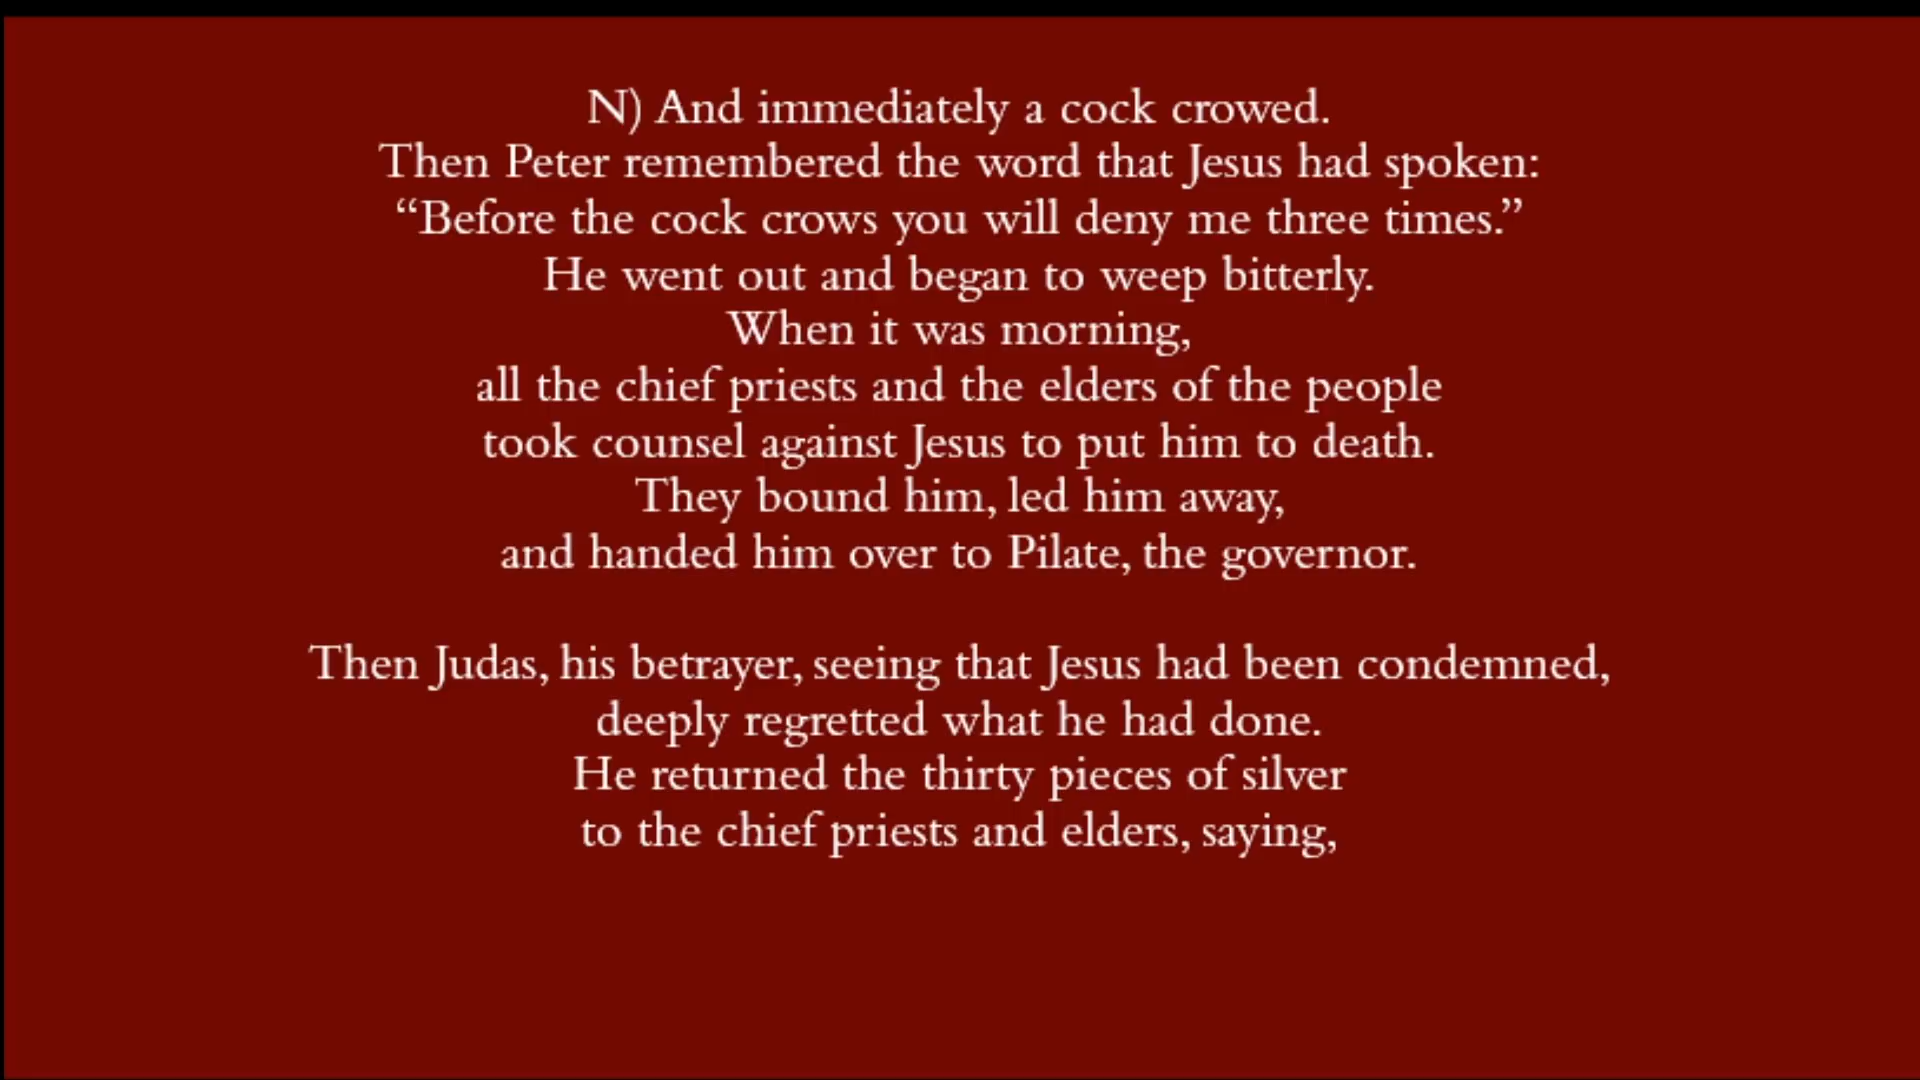 N) And immediately a cock crowed.
Then Peter remembered the word that Jesus had spoken:
“Before the cock crows you will deny me three times.”
He went out and began to weep bitterly.
When it was morning,
all the chief priests and the elders of the people
took counsel against Jesus to put him to death.
They bound him, led him away,
and handed him over to Pilate, the governor.
Then Judas, his betrayer, seeing that Jesus had been condemned,
deeply regretted what he had done.
He returned the thirty pieces of silver
to the chief priests and elders, saying,